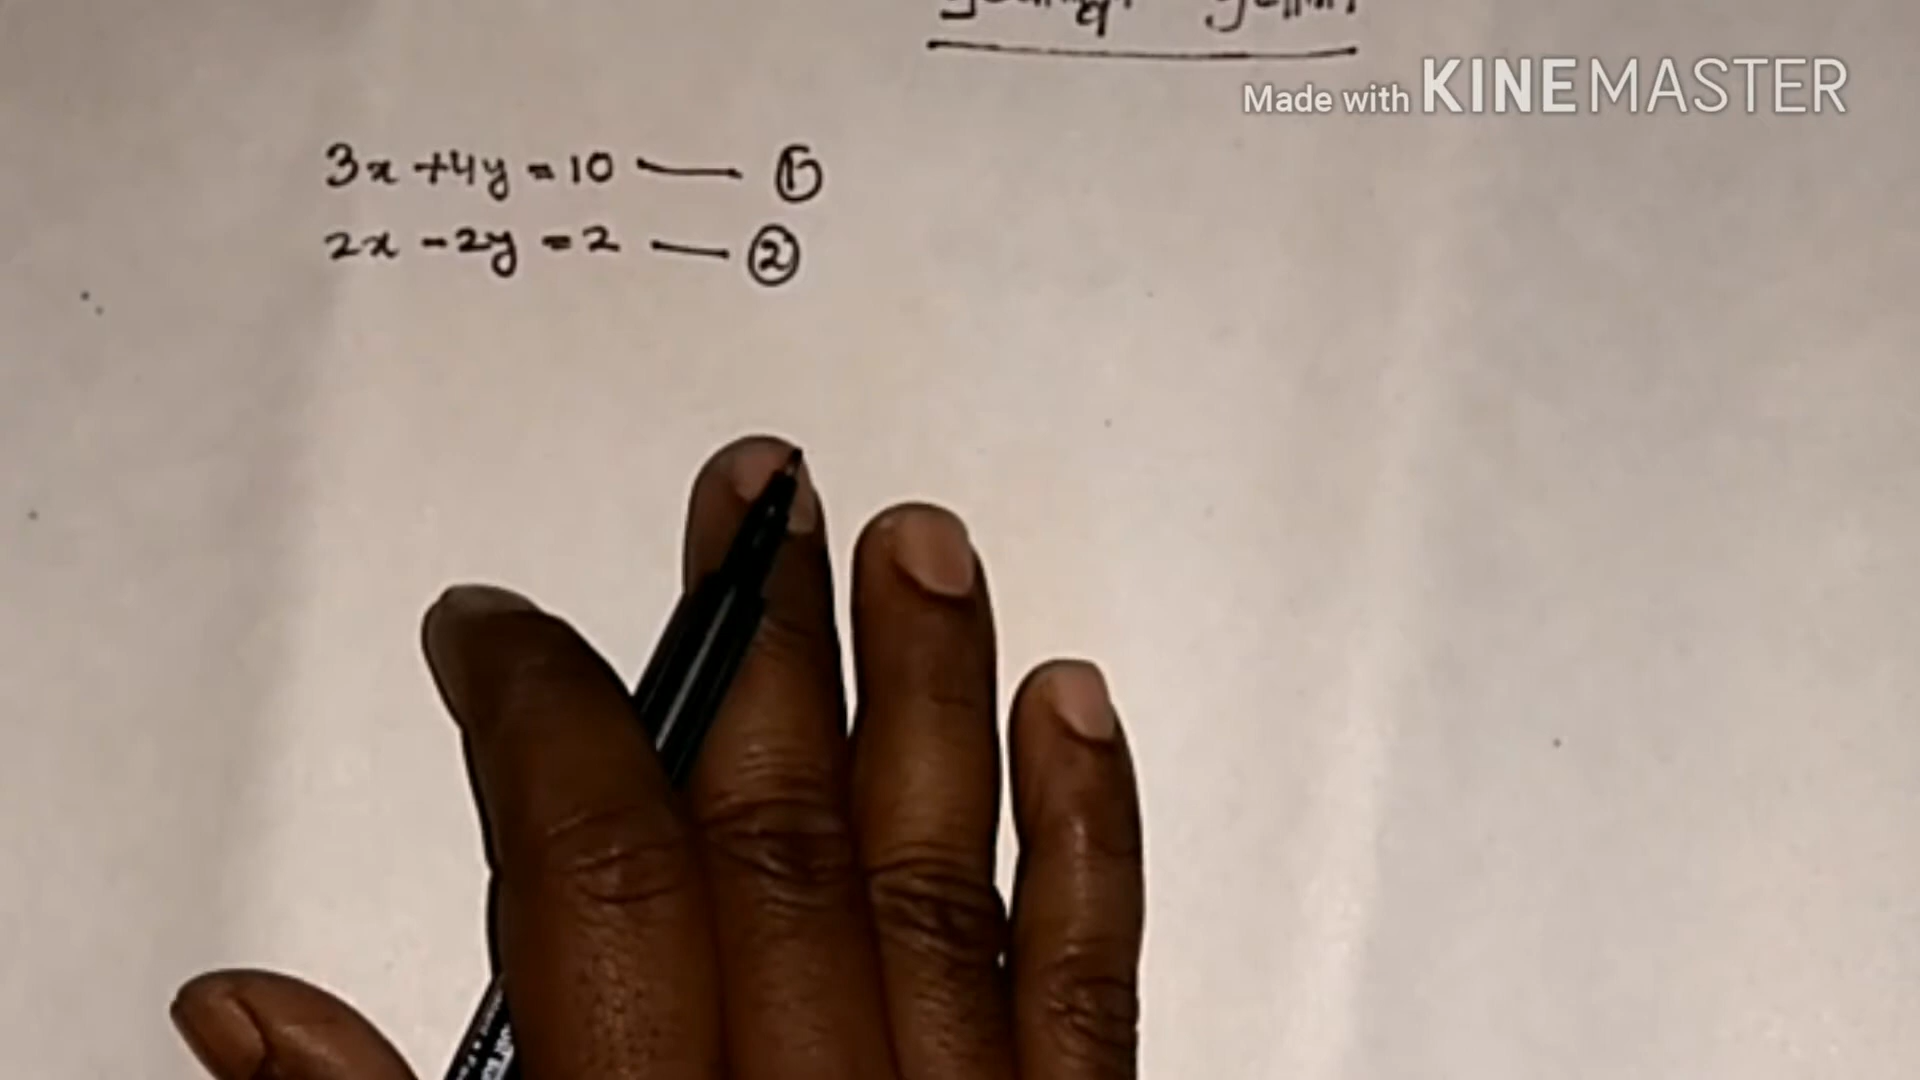 Made with KINEMASTER
3x + 4y = 10 — ①
2x - 2y = 2 — ②